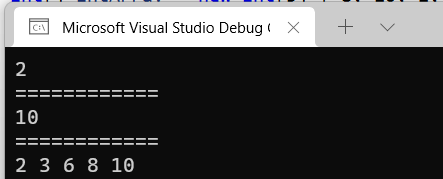 Microsoft Visual Studio Debug
2
============
10
============
2 3 6 8 10